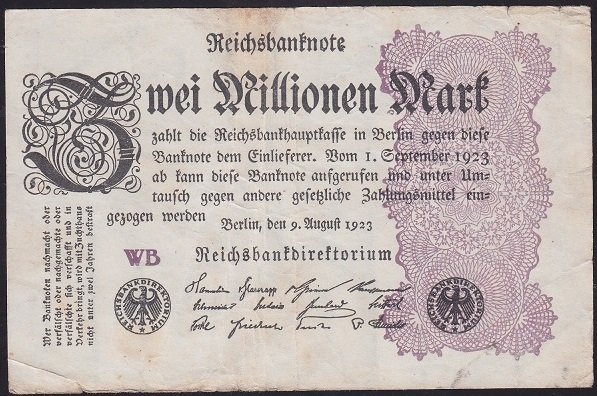 Reichsbanknote
Zwei Millionen Mark
zahlt die Reichsbankhauptkasse in Berlin gegen diese
Banknote dem Einlieferer. Vom 1. September 1923
ab kann diese Banknote aufgerufen und unter Um-
tausch gegen andere gesetzliche Zahlungsmittel ein-
gezogen werden
Berlin, den 9. August 1923
WB
Reichsbankdirektorium
REICHSBANKDIREKTORIUM
REICHSBANKDIREKTORIUM
Wer Banknoten nachmacht oder
verfälscht oder nachgemachte oder
verfälschte sich verschafft und in
Verkehr bringt, wird mit Zuchthaus
nicht unter zwei Jahren bestraft